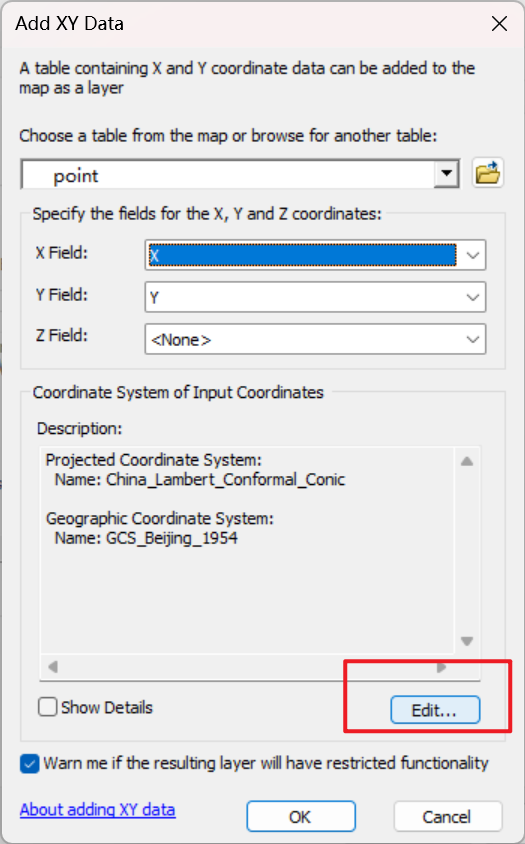 Add XY Data
A table containing X and Y coordinate data can be added to the
map as a layer
Choose a table from the map or browse for another table:
point
Specify the fields for the X, Y and Z coordinates:
X Field:
X
Y Field:
Y
Z Field:
<None>
Coordinate System of Input Coordinates
Description:
Projected Coordinate System:
Name: China_Lambert_Conformal_Conic
Geographic Coordinate System:
Name: GCS_Beijing_1954
Show Details
Edit...
Warn me if the resulting layer will have restricted functionality
About adding XY data
OK
Cancel